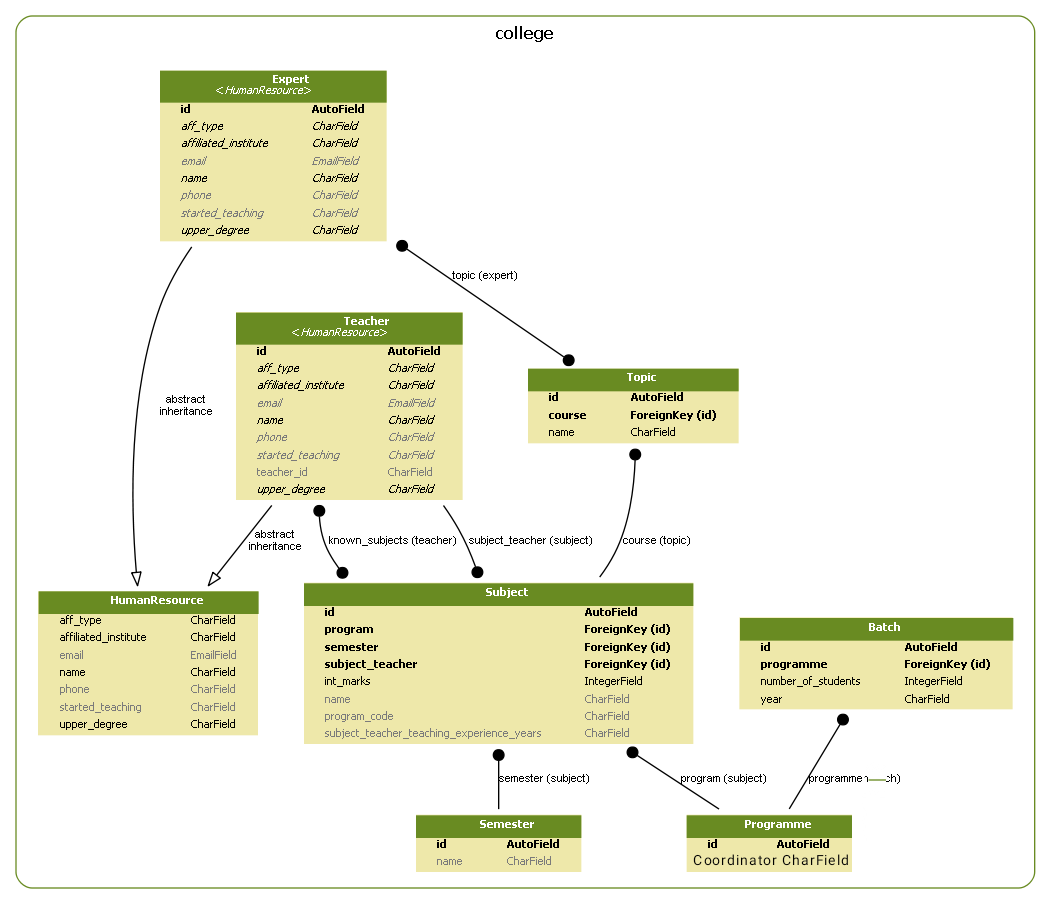 college
Expert
<HumanResource>
id AutoField
aff_type CharField
affiliated_institute CharField
email EmailField
name CharField
phone CharField
started_teaching CharField
upper_degree CharField
topic (expert)
Teacher
<HumanResource>
id AutoField
aff_type CharField
affiliated_institute CharField
email EmailField
name CharField
phone CharField
started_teaching CharField
teacher_id CharField
upper_degree CharField
Topic
id AutoField
course ForeignKey (id)
name CharField
abstract
inheritance
abstract
inheritance
known_subjects (teacher)
subject_teacher (subject)
course (topic)
HumanResource
aff_type CharField
affiliated_institute CharField
email EmailField
name CharField
phone CharField
started_teaching CharField
upper_degree CharField
Subject
id AutoField
program ForeignKey (id)
semester ForeignKey (id)
subject_teacher ForeignKey (id)
int_marks IntegerField
name CharField
program_code CharField
subject_teacher_teaching_experience_years CharField
Batch
id AutoField
programme ForeignKey (id)
number_of_students IntegerField
year CharField
semester (subject)
program (subject)
Semester
id AutoField
name CharField
Programme
id AutoField
Coordinator CharField